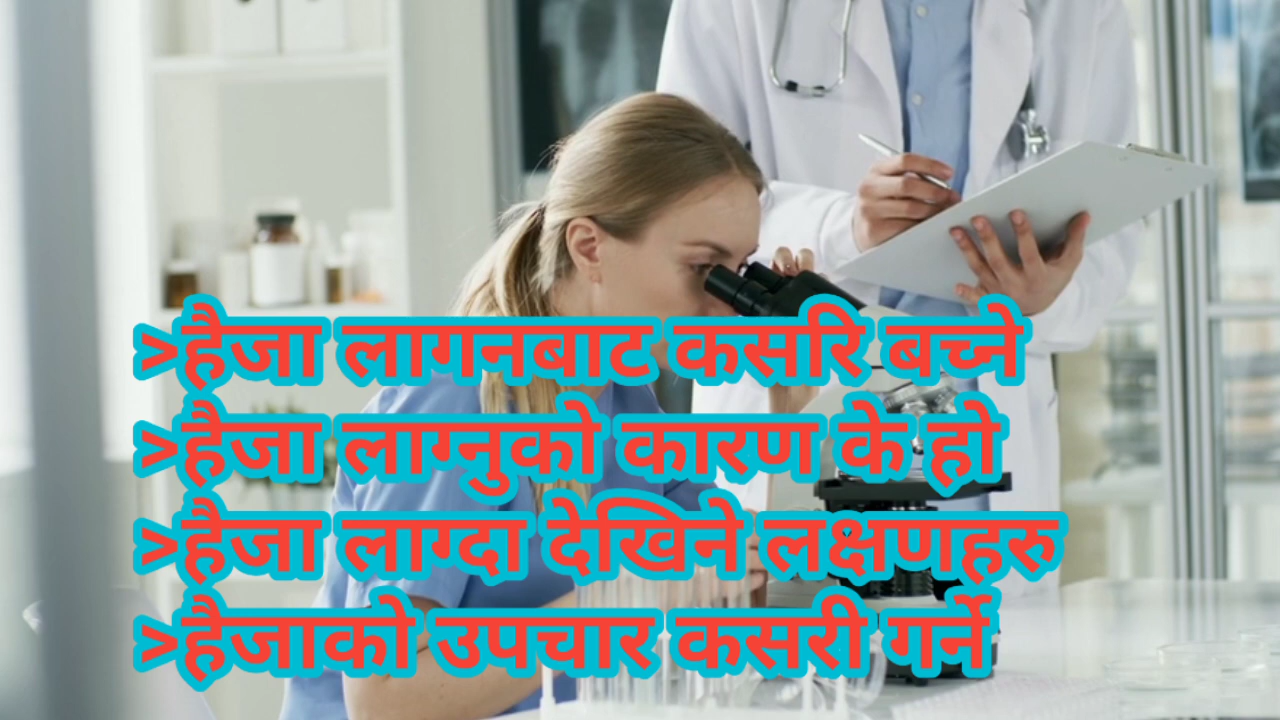 >हैजा लागनबाट कसरि बच्ने
>हैजा लाग्नुको कारण के हो
>हैजा लाग्दा देखिने लक्षणहरु
>हैजाको उपचार कसरी गर्ने